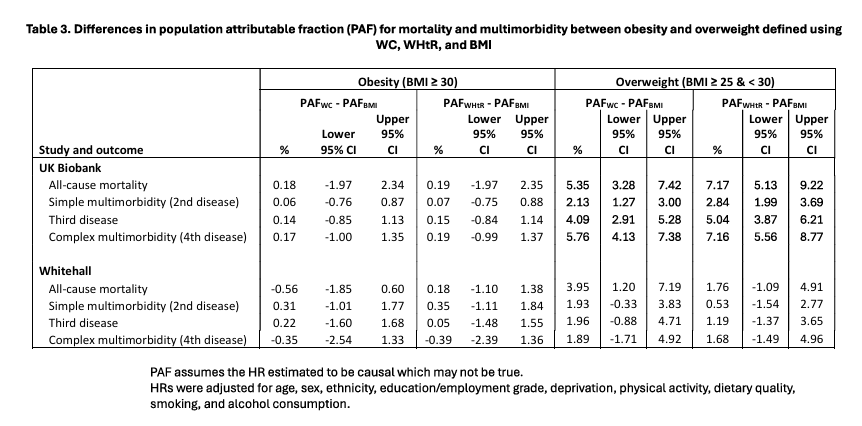 Table 3. Differences in population attributable fraction (PAF) for mortality and multimorbidity between obesity and overweight defined using
WC, WHtR, and BMI
Obesity (BMI ≥ 30) Overweight (BMI ≥ 25 & < 30)
PAFWC - PAFBMI PAFWHtR - PAFBMI PAFWC - PAFBMI PAFWHtR - PAFBMI
Upper Lower Upper Lower Upper Lower Upper
Lower 95% 95% 95% 95% 95% 95% 95%
Study and outcome % 95% CI CI % CI CI % CI CI % CI CI
UK Biobank
All-cause mortality 0.18 -1.97 2.34 0.19 -1.97 2.35 5.35 3.28 7.42 7.17 5.13 9.22
Simple multimorbidity (2nd disease) 0.06 -0.76 0.87 0.07 -0.75 0.88 2.13 1.27 3.00 2.84 1.99 3.69
Third disease 0.14 -0.85 1.13 0.15 -0.84 1.14 4.09 2.91 5.28 5.04 3.87 6.21
Complex multimorbidity (4th disease) 0.17 -1.00 1.35 0.19 -0.99 1.37 5.76 4.13 7.38 7.16 5.56 8.77
Whitehall
All-cause mortality -0.56 -1.85 0.60 0.18 -1.10 1.38 3.95 1.20 7.19 1.76 -1.09 4.91
Simple multimorbidity (2nd disease) 0.31 -1.01 1.77 0.35 -1.11 1.84 1.93 -0.33 3.83 0.53 -1.54 2.77
Third disease 0.22 -1.60 1.68 0.05 -1.48 1.55 1.96 -0.88 4.71 1.19 -1.37 3.65
Complex multimorbidity (4th disease) -0.35 -2.54 1.33 -0.39 -2.39 1.36 1.89 -1.71 4.92 1.68 -1.49 4.96
PAF assumes the HR estimated to be causal which may not be true.
HRs were adjusted for age, sex, ethnicity, education/employment grade, deprivation, physical activity, dietary quality,
smoking, and alcohol consumption.